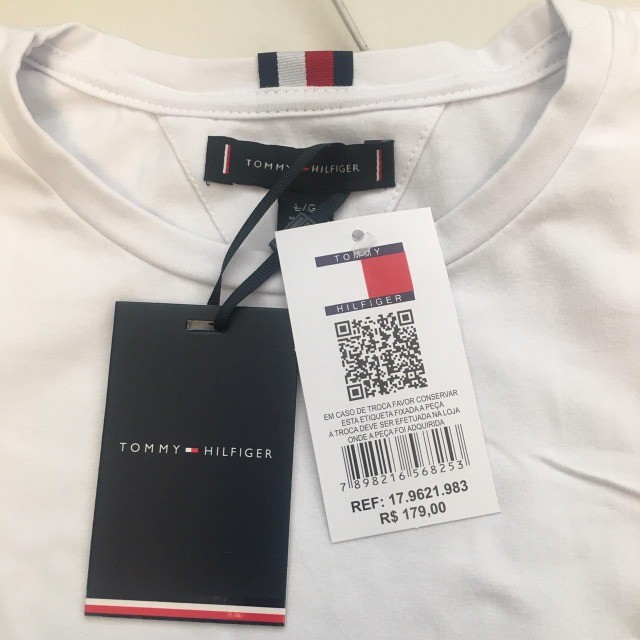 TOMMY HILFIGER
L/G
TOMMY
HILFIGER
EM CASO DE TROCA FAVOR CONSERVAR
ESTA ETIQUETA FIXADA A PEÇA
A TROCA DEVE SER EFETUADA NA LOJA
ONDE A PEÇA FOI ADQUIRIDA
7 898216 568253
REF: 17.9621.983
R$ 179,00
TOMMY HILFIGER